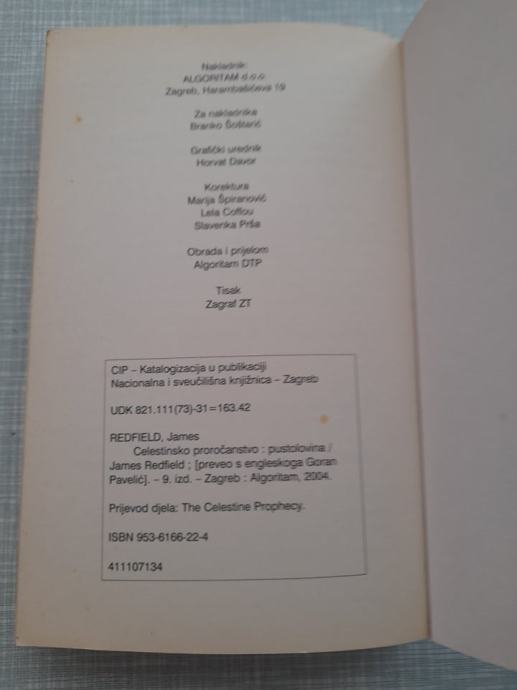 Nakladnik:
ALGORITAM d.o.o.
Zagreb, Harambašićeva 19
Za nakladnika
Branko Šoštarić
Grafički urednik
Horvat Davor
Korektura
Marija Špiranović
Lela Coffou
Slavenka Prša
Obrada i prijelom
Algoritam DTP
Tisak
Zagraf ZT
CIP – Katalogizacija u publikaciji
Nacionalna i sveučilišna knjižnica – Zagreb
UDK 821.111(73)-31=163.42
REDFIELD, James
Celestinsko proročanstvo : pustolovina /
James Redfield ; [preveo s engleskoga Goran
Pavelić]. – 9. izd. – Zagreb : Algoritam, 2004.
Prijevod djela: The Celestine Prophecy.
ISBN 953-6166-22-4
411107134